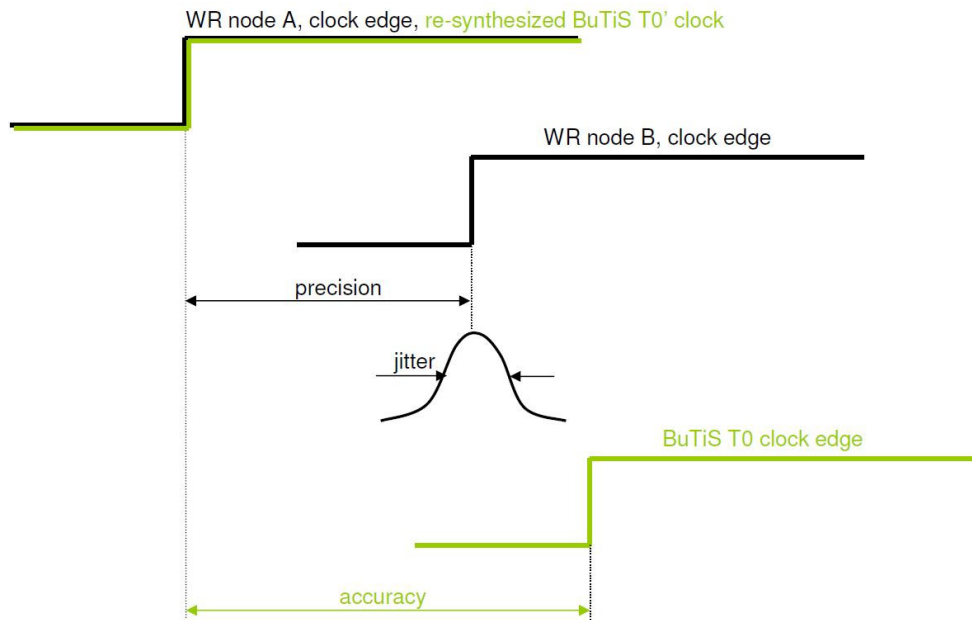 WR node A, clock edge, re-synthesized BuTiS T0' clock
WR node B, clock edge
precision
jitter
BuTiS T0 clock edge
accuracy